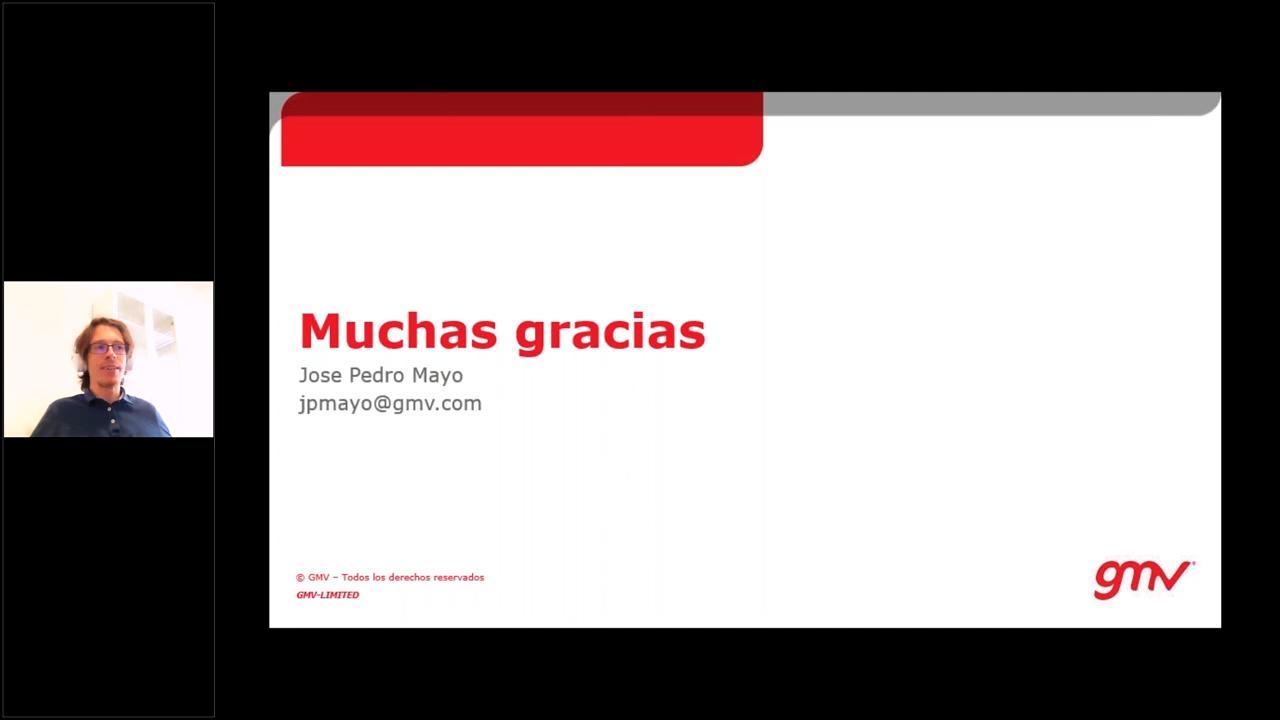 Muchas gracias
Jose Pedro Mayo
jpmayo@gmv.com
© GMV – Todos los derechos reservados
GMV-LIMITED
gmv®